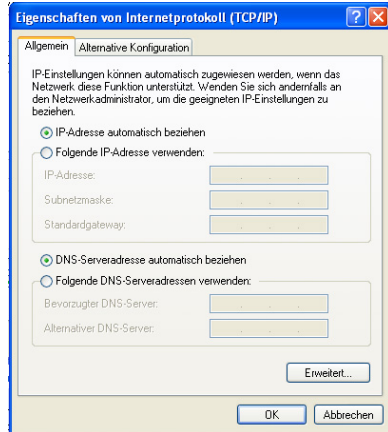 Eigenschaften von Internetprotokoll (TCP/IP)
Allgemein
Alternative Konfiguration
IP-Einstellungen können automatisch zugewiesen werden, wenn das
Netzwerk diese Funktion unterstützt. Wenden Sie sich andernfalls an
den Netzwerkadministrator, um die geeigneten IP-Einstellungen zu
beziehen.
IP-Adresse automatisch beziehen
Folgende IP-Adresse verwenden:
IP-Adresse:
Subnetzmaske:
Standardgateway:
DNS-Serveradresse automatisch beziehen
Folgende DNS-Serveradressen verwenden:
Bevorzugter DNS-Server:
Alternativer DNS-Server:
Erweitert...
OK
Abbrechen